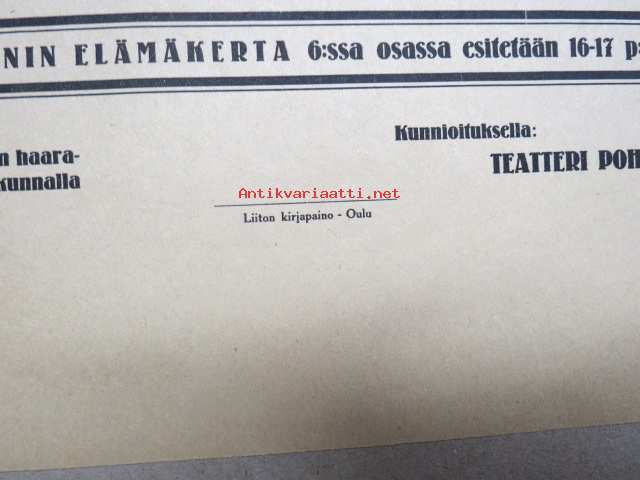 NIN ELÄMÄKERTA 6:ssa osassa esitetään 16-17 p:
Kunnioituksella:
n haara-
TEATTERI POH
kunnalla
Antikvariaatti.net
Liiton kirjapaino - Oulu